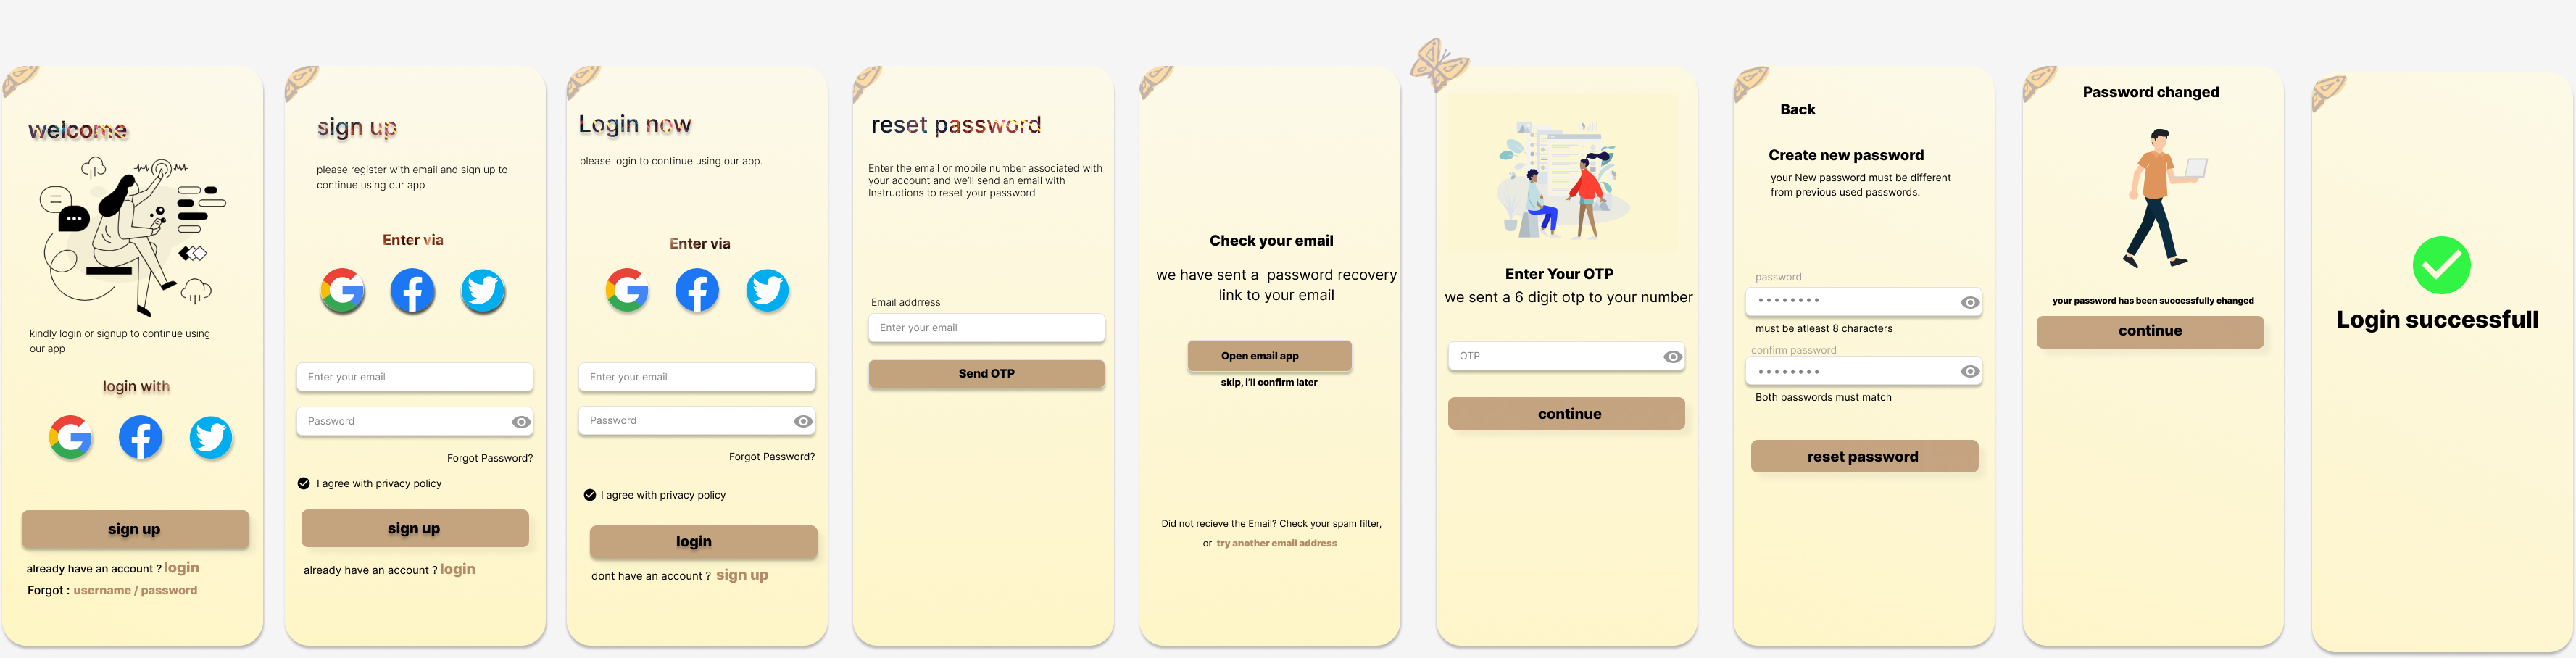 welcome
kindly login or signup to continue using
our app
login with
sign up
already have an account ? login
Forgot : username / password
sign up
please register with email and sign up to
continue using our app
Enter via
Enter your email
Password
Forgot Password?
I agree with privacy policy
sign up
already have an account ? login
Login now
please login to continue using our app.
Enter via
Enter your email
Password
Forgot Password?
I agree with privacy policy
login
dont have an account ? sign up
reset password
Enter the email or mobile number associated with
your account and we'll send an email with
Instructions to reset your password
Email addrress
Enter your email
Send OTP
Check your email
we have sent a password recovery
link to your email
Open email app
skip, i'll confirm later
Did not recieve the Email? Check your spam filter,
or try another email address
Enter Your OTP
we sent a 6 digit otp to your number
OTP
continue
Back
Create new password
your New password must be different
from previous used passwords.
password
must be atleast 8 characters
confirm password
Both passwords must match
reset password
Password changed
your password has been successfully changed
continue
Login successfull